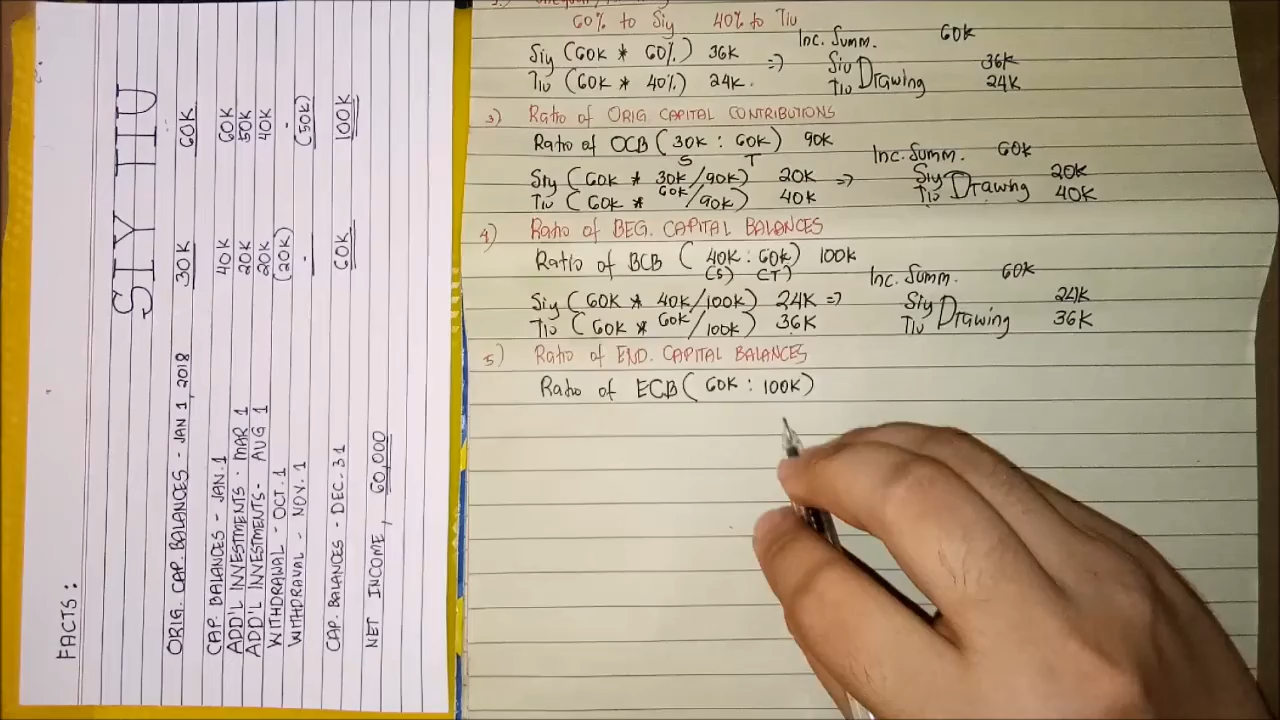 FACTS:
SIY TIU
ORIG. CAP. BALANCES - JAN 1, 2018 30K 60K
CAP. BALANCES - JAN. 1 40K 60K
ADD'L INVESTMENTS - MAR 1 20K 50K
ADD'L INVESTMENTS - AUG 1 20K 40K
WITHDRAWAL - OCT. 1 (20K) -
WITHDRAWAL - NOV. 1 - (50K)
CAP. BALANCES - DEC. 31 60K 100K
NET INCOME, 60,000
60% to Siy 40% to Tiu
Siy (60K * 60%) 36K => Inc. Summ. 60K
Tiu (60K * 40%) 24K. Siy Drawing 36K
Tiu 24K
3) Ratio of ORIG. CAPITAL CONTRIBUTIONS
Ratio of OCB (30K : 60K) 90K
S T
Inc. Summ. 60K
Siy (60K * 30K/90K) 20K => Siy Drawing 20K
Tiu (60K * 60K/90K) 40K Tiu 40K
4) Ratio of BEG. CAPITAL BALANCES
Ratio of BCB (40K : 60K) 100K
(S) (T)
Inc. Summ. 60K
Siy (60K * 40K/100K) 24K => Siy Drawing 24K
Tiu (60K * 60K/100K) 36K Tiu 36K
5) Ratio of END. CAPITAL BALANCES
Ratio of ECB (60K : 100K)